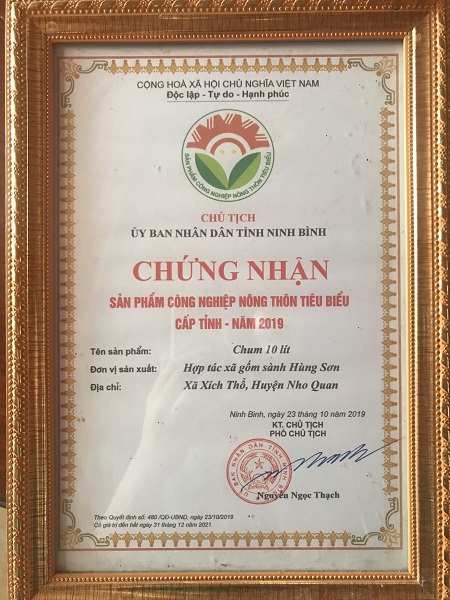 CỘNG HOÀ XÃ HỘI CHỦ NGHĨA VIỆT NAM
Độc lập - Tự do - Hạnh phúc
SẢN PHẨM CÔNG NGHIỆP NÔNG THÔN TIÊU BIỂU
CHỦ TỊCH
ỦY BAN NHÂN DÂN TỈNH NINH BÌNH
CHỨNG NHẬN
SẢN PHẨM CÔNG NGHIỆP NÔNG THÔN TIÊU BIỂU
CẤP TỈNH - NĂM 2019
Tên sản phẩm: Chum 10 lít
Đơn vị sản xuất: Hợp tác xã gốm sành Hùng Sơn
Địa chỉ: Xã Xích Thổ, Huyện Nho Quan
Ninh Bình, ngày 23 tháng 10 năm 2019
KT. CHỦ TỊCH
PHÓ CHỦ TỊCH
ỦY BAN NHÂN DÂN TỈNH
Nguyễn Ngọc Thạch
Theo Quyết định số: 480 /QĐ-UBND, ngày 23/10/2019
Có giá trị đến hết ngày 31 tháng 12 năm 2021.